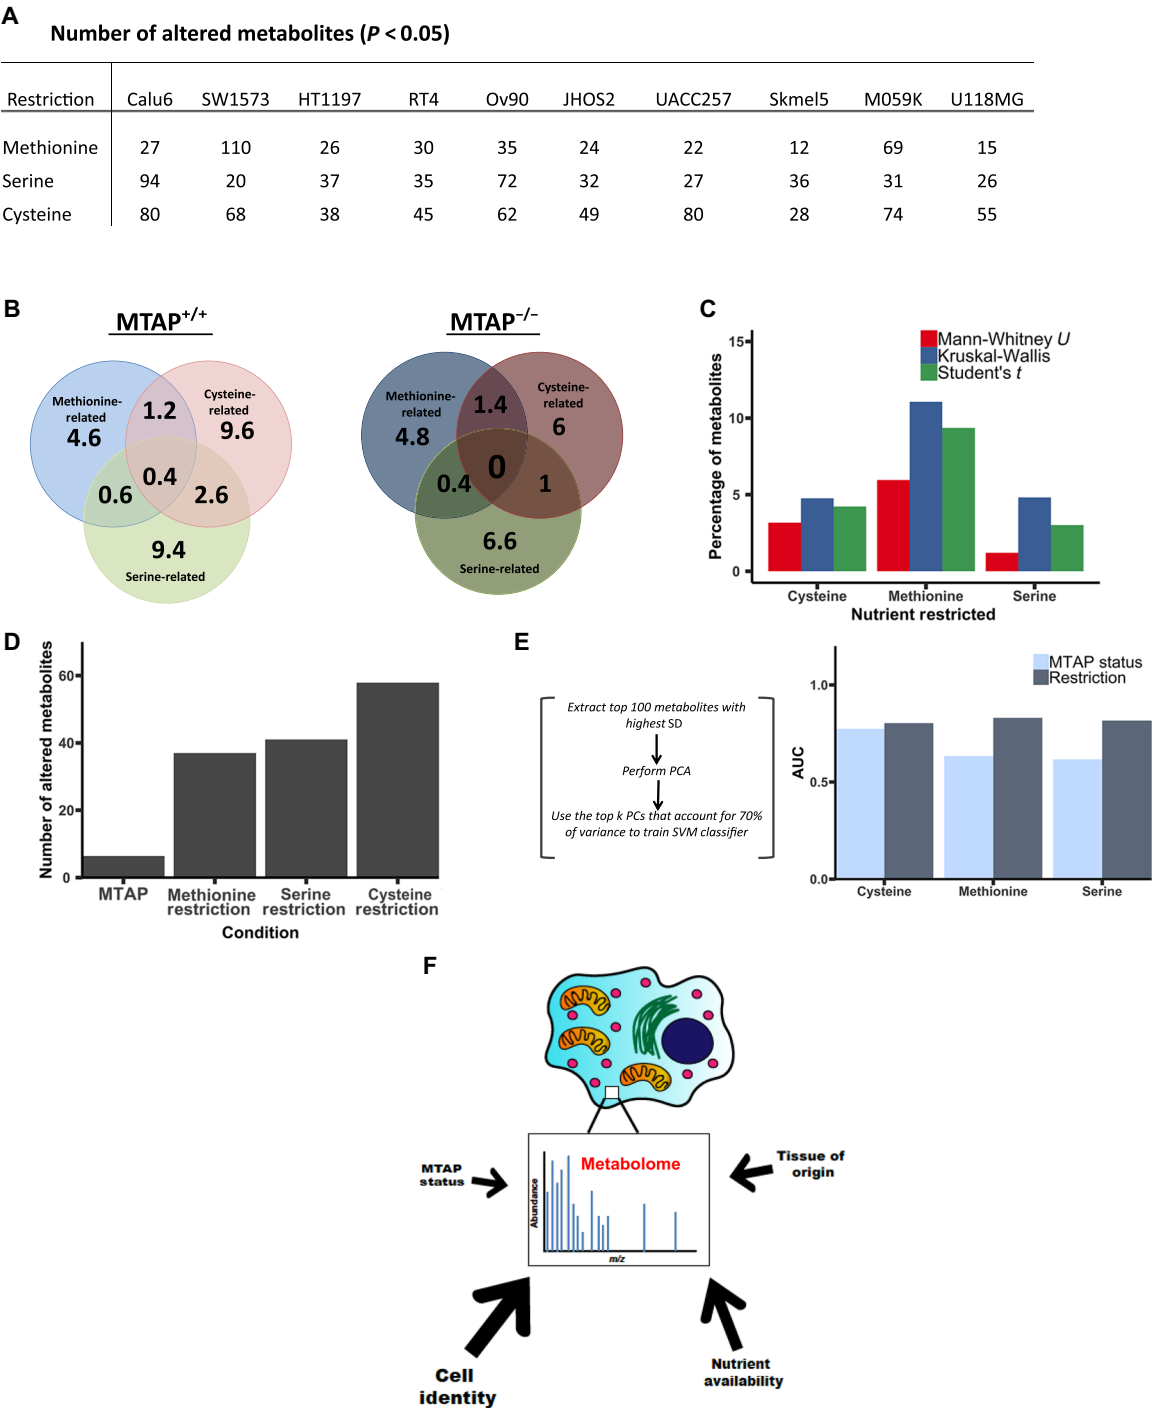 A
Number of altered metabolites (P < 0.05)
Restriction Calu6 SW1573 HT1197 RT4 Ov90 JHOS2 UACC257 Skmel5 M059K U118MG
Methionine 27 110 26 30 35 24 22 12 69 15
Serine 94 20 37 35 72 32 27 36 31 26
Cysteine 80 68 38 45 62 49 80 28 74 55
B
MTAP+/+
Methionine-
related
4.6
1.2
Cysteine-
related
9.6
0.4
0.6
2.6
9.4
Serine-related
MTAP–/–
Methionine-
related
4.8
1.4
Cysteine-
related
6
0
0.4
1
6.6
Serine-related
C
Mann-Whitney U
Kruskal-Wallis
Student's t
Percentage of metabolites
15
10
5
0
Cysteine Methionine Serine
Nutrient restricted
D
Number of altered metabolites
60
40
20
0
MTAP Methionine Serine Cysteine
restriction restriction restriction
Condition
E
Extract top 100 metabolites with
highest SD
Perform PCA
Use the top k PCs that account for 70%
of variance to train SVM classifier
MTAP status
Restriction
AUC
1.0
0.5
0.0
Cysteine Methionine Serine
F
Metabolome
Abundance
m/z
MTAP
status
Tissue of
origin
Cell
identity
Nutrient
availability